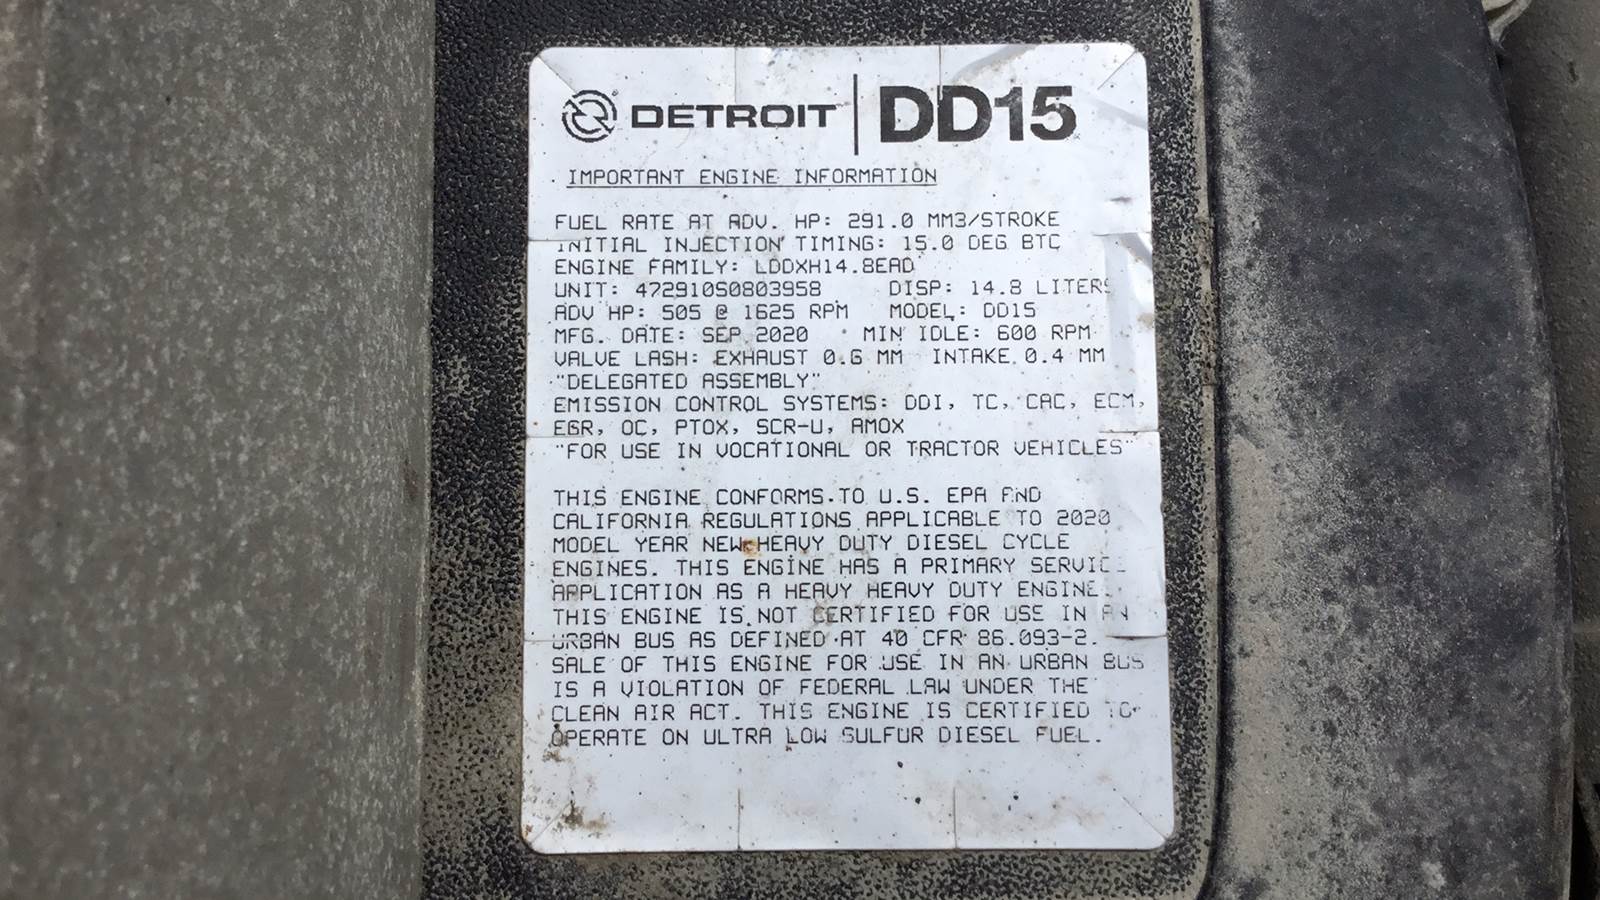 DETROIT | DD15
IMPORTANT ENGINE INFORMATION
FUEL RATE AT ADV. HP: 291.0 MM3/STROKE
INITIAL INJECTION TIMING: 15.0 DEG BTC
ENGINE FAMILY: LDDXH14.8EAD
UNIT: 472910S0803958 DISP: 14.8 LITERS
ADV HP: 505 @ 1625 RPM MODEL: DD15
MFG. DATE: SEP 2020 MIN IDLE: 600 RPM
VALVE LASH: EXHAUST 0.6 MM INTAKE 0.4 MM
"DELEGATED ASSEMBLY"
EMISSION CONTROL SYSTEMS: DDI, TC, CAC, ECM,
EGR, OC, PTOX, SCR-U, AMOX
"FOR USE IN VOCATIONAL OR TRACTOR VEHICLES"
THIS ENGINE CONFORMS TO U.S. EPA AND
CALIFORNIA REGULATIONS APPLICABLE TO 2020
MODEL YEAR NEW HEAVY DUTY DIESEL CYCLE
ENGINES. THIS ENGINE HAS A PRIMARY SERVICE
APPLICATION AS A HEAVY HEAVY DUTY ENGINE.
THIS ENGINE IS NOT CERTIFIED FOR USE IN AN
URBAN BUS AS DEFINED AT 40 CFR 86.093-2.
SALE OF THIS ENGINE FOR USE IN AN URBAN BUS
IS A VIOLATION OF FEDERAL LAW UNDER THE
CLEAN AIR ACT. THIS ENGINE IS CERTIFIED TO
OPERATE ON ULTRA LOW SULFUR DIESEL FUEL.